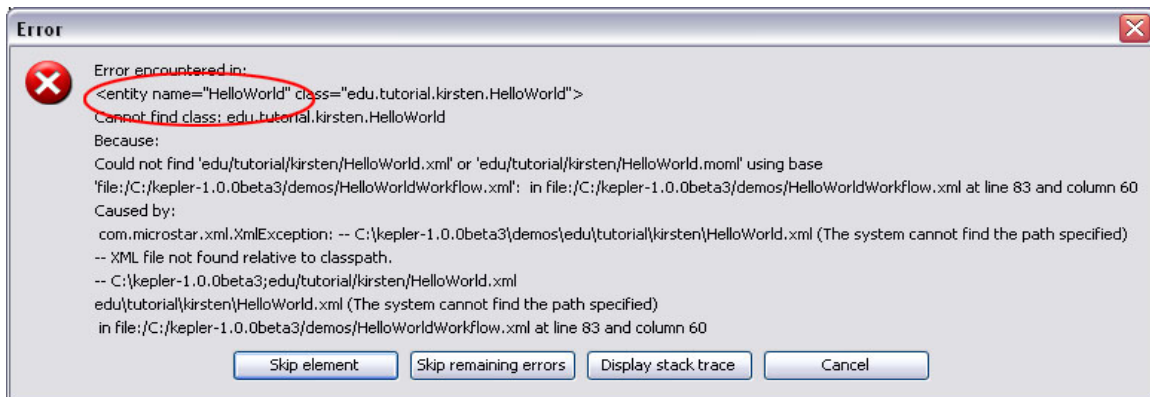 Error
Error encountered in:
<entity name="HelloWorld" class="edu.tutorial.kirsten.HelloWorld">
Cannot find class: edu.tutorial.kirsten.HelloWorld
Because:
Could not find 'edu/tutorial/kirsten/HelloWorld.xml' or 'edu/tutorial/kirsten/HelloWorld.moml' using base
'file:/C:/kepler-1.0.0beta3/demos/HelloWorldWorkflow.xml':  in file:/C:/kepler-1.0.0beta3/demos/HelloWorldWorkflow.xml at line 83 and column 60
Caused by:
com.microstar.xml.XmlException: -- C:\kepler-1.0.0beta3\demos\edu\tutorial\kirsten\HelloWorld.xml (The system cannot find the path specified)
-- XML file not found relative to classpath.
-- C:\kepler-1.0.0beta3;edu/tutorial/kirsten/HelloWorld.xml
edu\tutorial\kirsten\HelloWorld.xml (The system cannot find the path specified)
in file:/C:/kepler-1.0.0beta3/demos/HelloWorldWorkflow.xml at line 83 and column 60
Skip element Skip remaining errors Display stack trace Cancel